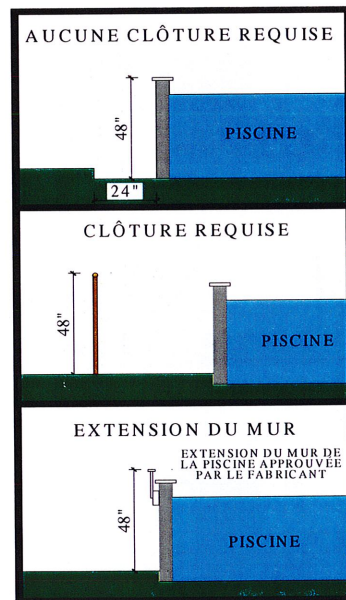 AUCUNE CLÔTURE REQUISE
48"
PISCINE
24"
CLÔTURE REQUISE
48"
PISCINE
EXTENSION DU MUR
EXTENSION DU MUR DE
LA PISCINE APPROUVÉE
PAR LE FABRICANT
48"
PISCINE